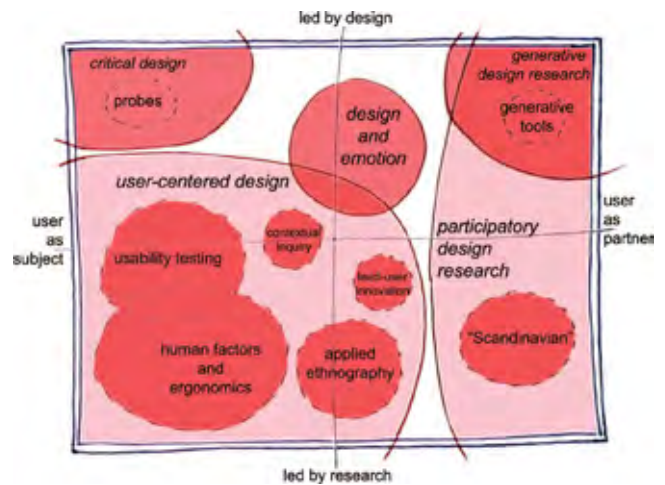 led by design
critical design
probes
generative
design research
generative
tools
design
and
emotion
user-centered design
user
as
subject
contextual
inquiry
usability testing
participatory
design
research
user
as
partner
lead-user
innovation
human factors
and
ergonomics
applied
ethnography
"Scandinavian"
led by research